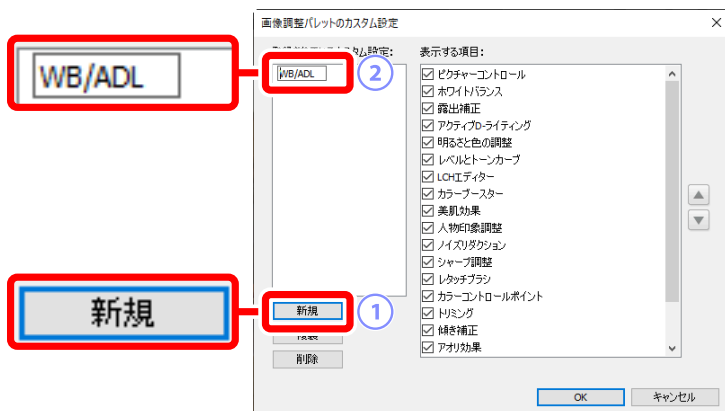 画像調整パレットのカスタム設定
表示する項目:
WB/ADL
WB/ADL
2
ピクチャーコントロール
ホワイトバランス
露出補正
アクティブD-ライティング
明るさと色の調整
レベルとトーンカーブ
LCHエディター
カラーブースター
美肌効果
人物印象調整
ノイズリダクション
シャープ調整
レタッチブラシ
カラーコントロールポイント
トリミング
傾き補正
アオリ効果
新規
新規
1
複製
削除
OK
キャンセル